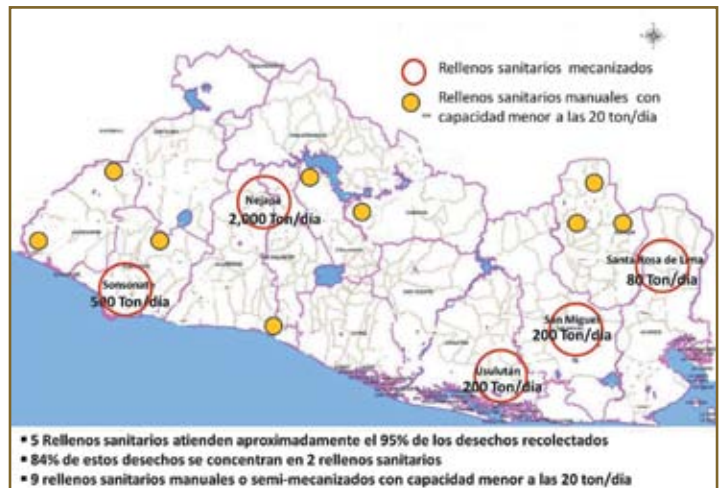 Rellenos sanitarios mecanizados
Rellenos sanitarios manuales con
capacidad menor a las 20 ton/día
Nejapa
2,000 Ton/día
Santa Rosa de Lima
80 Ton/día
Sonsonate
500 Ton/día
San Miguel
200 Ton/día
Usulután
200 Ton/día
▪ 5 Rellenos sanitarios atienden aproximadamente el 95% de los desechos recolectados
▪ 84% de estos desechos se concentran en 2 rellenos sanitarios
▪ 9 rellenos sanitarios manuales o semi-mecanizados con capacidad menor a las 20 ton/día